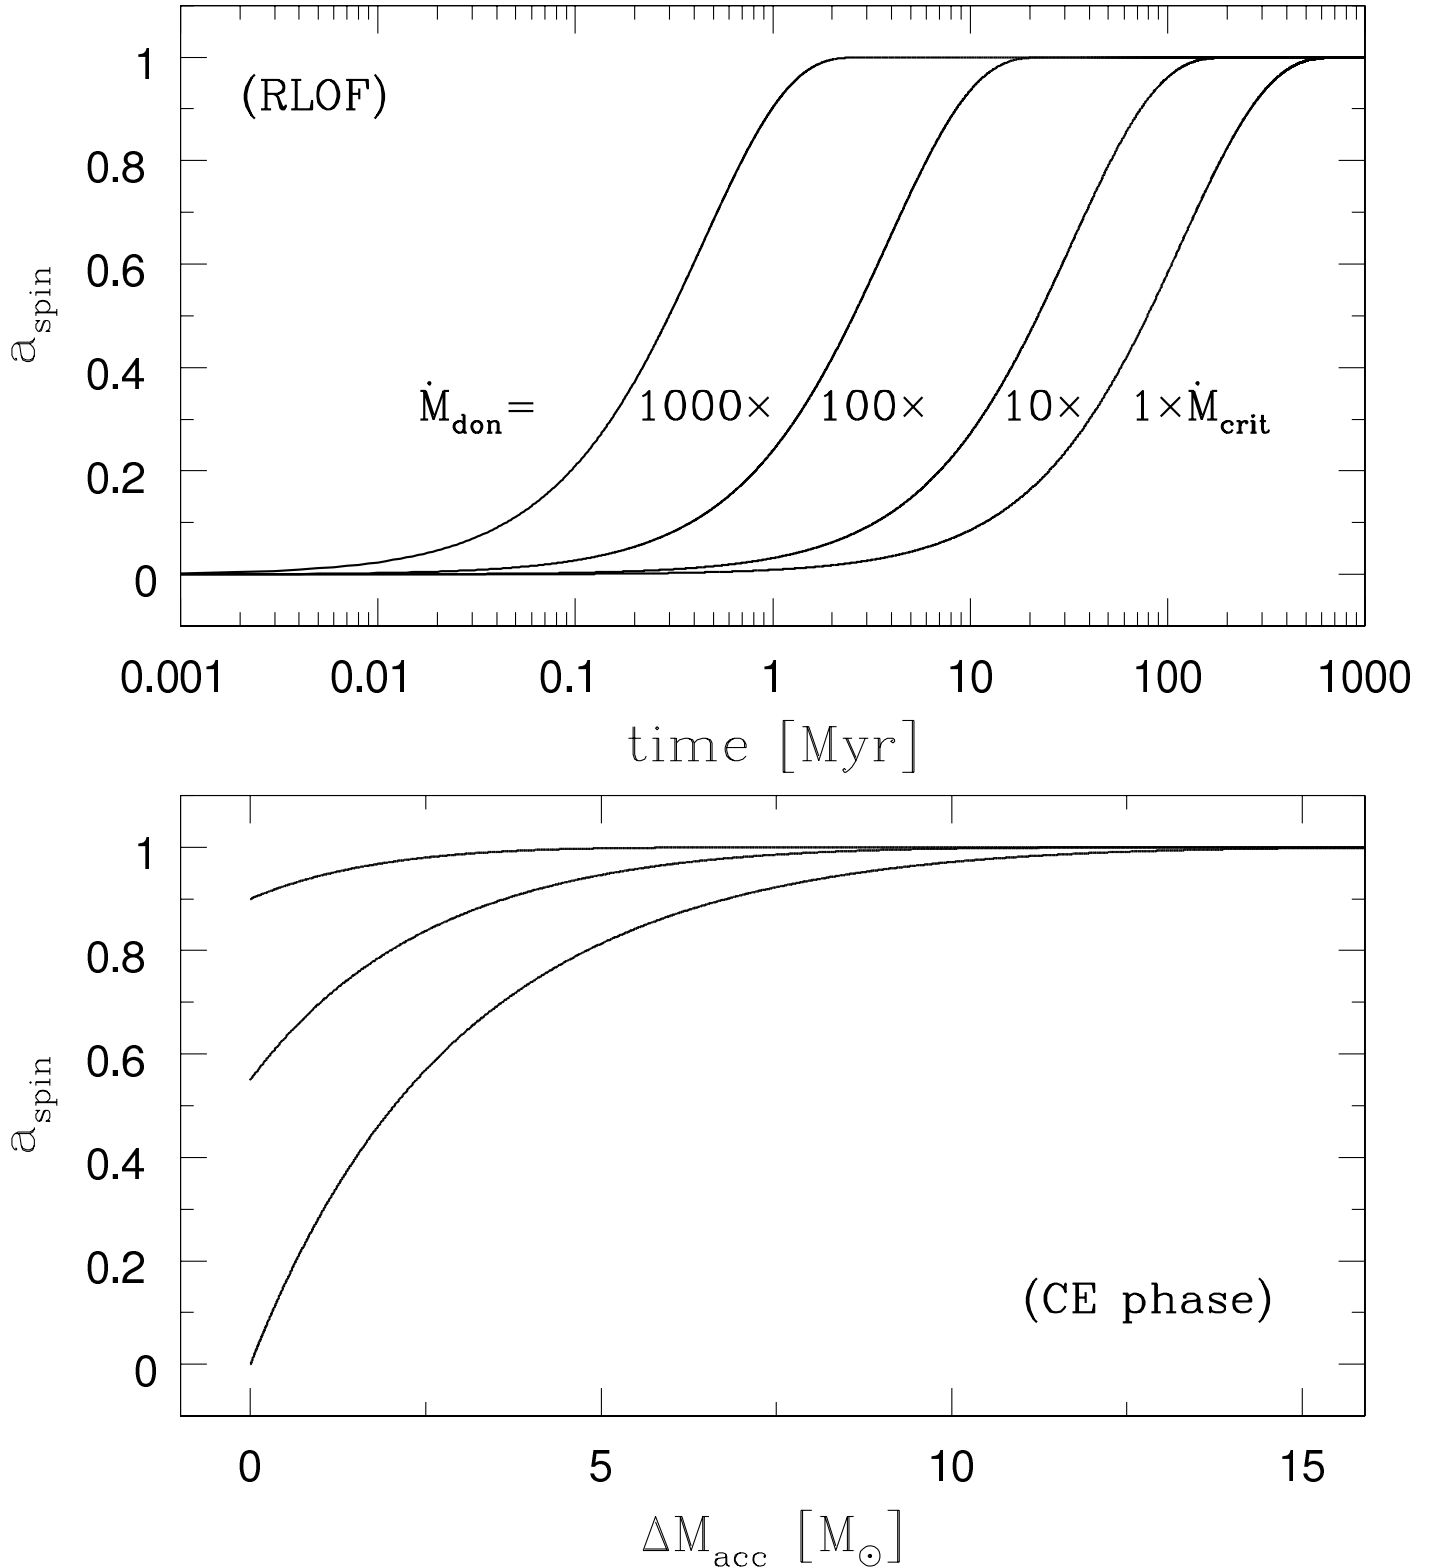 (RLOF)
1
0.8
0.6
0.4
0.2
0
a_spin
Ṁ_don= 1000× 100× 10× 1×Ṁ_crit
0.001 0.01 0.1 1 10 100 1000
time [Myr]
1
0.8
0.6
0.4
0.2
0
a_spin
(CE phase)
0 5 10 15
ΔM_acc [M_⊙]